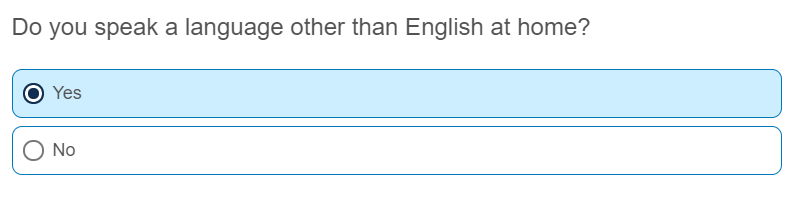 Do you speak a language other than English at home?
Yes
No